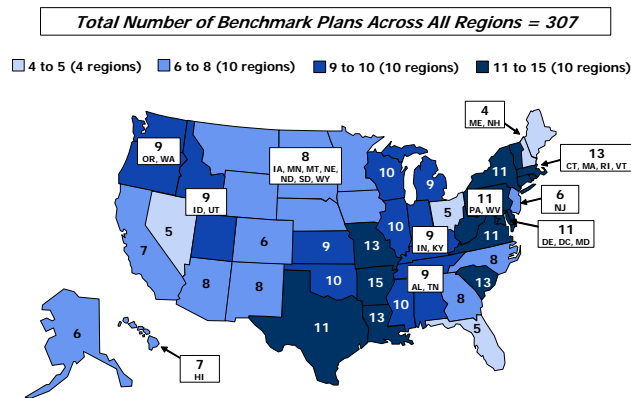 Total Number of Benchmark Plans Across All Regions = 307
4 to 5 (4 regions)
6 to 8 (10 regions)
9 to 10 (10 regions)
11 to 15 (10 regions)
4
ME, NH
9
OR, WA
8
IA, MN, MT, NE,
ND, SD, WY
13
CT, MA, RI, VT
10
9
11
9
ID, UT
5
11
PA, WV
6
NJ
5
7
6
10
9
IN, KY
11
11
DE, DC, MD
9
13
8
8
8
10
15
9
AL, TN
13
10
8
11
13
5
6
7
HI